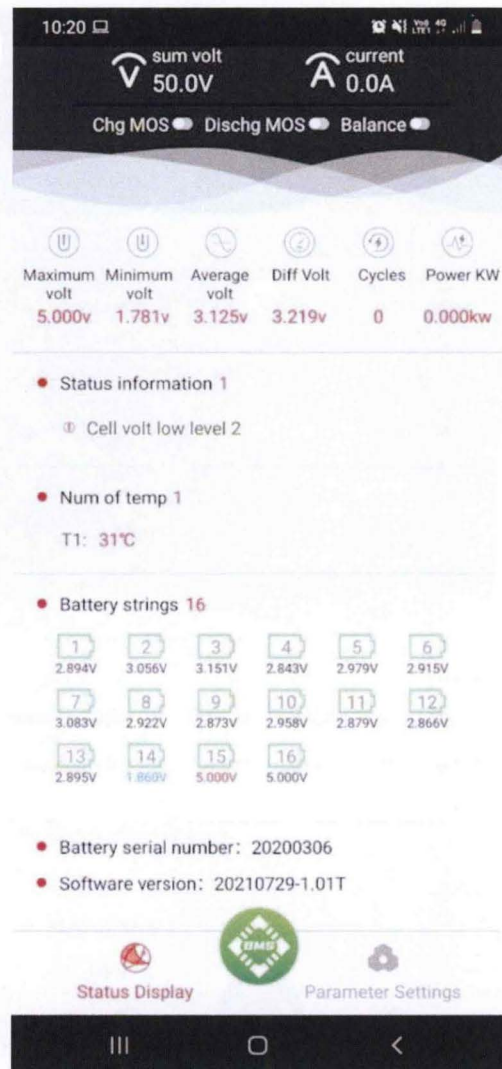 10:20
Vo)) 4G
LTE1
sum volt current
V 50.0V A 0.0A
Chg MOS Dischg MOS Balance
Maximum volt Minimum volt Average volt Diff Volt Cycles Power KW
5.000v 1.781v 3.125v 3.219v 0 0.000kw
Status information 1
Cell volt low level 2
Num of temp 1
T1: 31℃
Battery strings 16
1 2 3 4 5 6
2.894V 3.056V 3.151V 2.843V 2.979V 2.915V
7 8 9 10 11 12
3.083V 2.922V 2.873V 2.958V 2.879V 2.866V
13 14 15 16
2.895V 1.860V 5.000V 5.000V
Battery serial number: 20200306
Software version: 20210729-1.01T
BMS
Status Display Parameter Settings